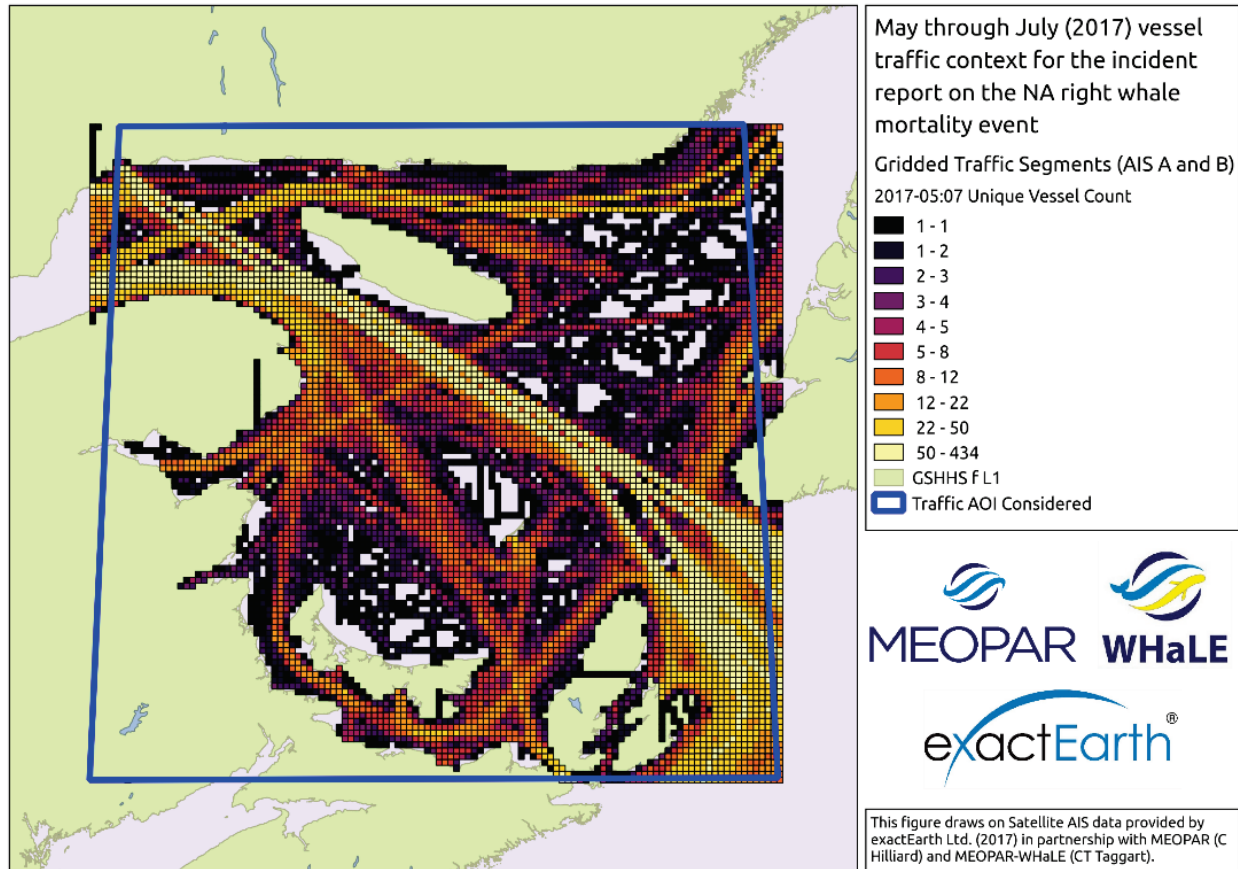 May through July (2017) vessel
traffic context for the incident
report on the NA right whale
mortality event
Gridded Traffic Segments (AIS A and B)
2017-05:07 Unique Vessel Count
1 - 1
1 - 2
2 - 3
3 - 4
4 - 5
5 - 8
8 - 12
12 - 22
22 - 50
50 - 434
GSHHS f L1
Traffic AOI Considered
MEOPAR
WHaLE
exactEarth®
This figure draws on Satellite AIS data provided by
exactEarth Ltd. (2017) in partnership with MEOPAR (C
Hilliard) and MEOPAR-WHaLE (CT Taggart).